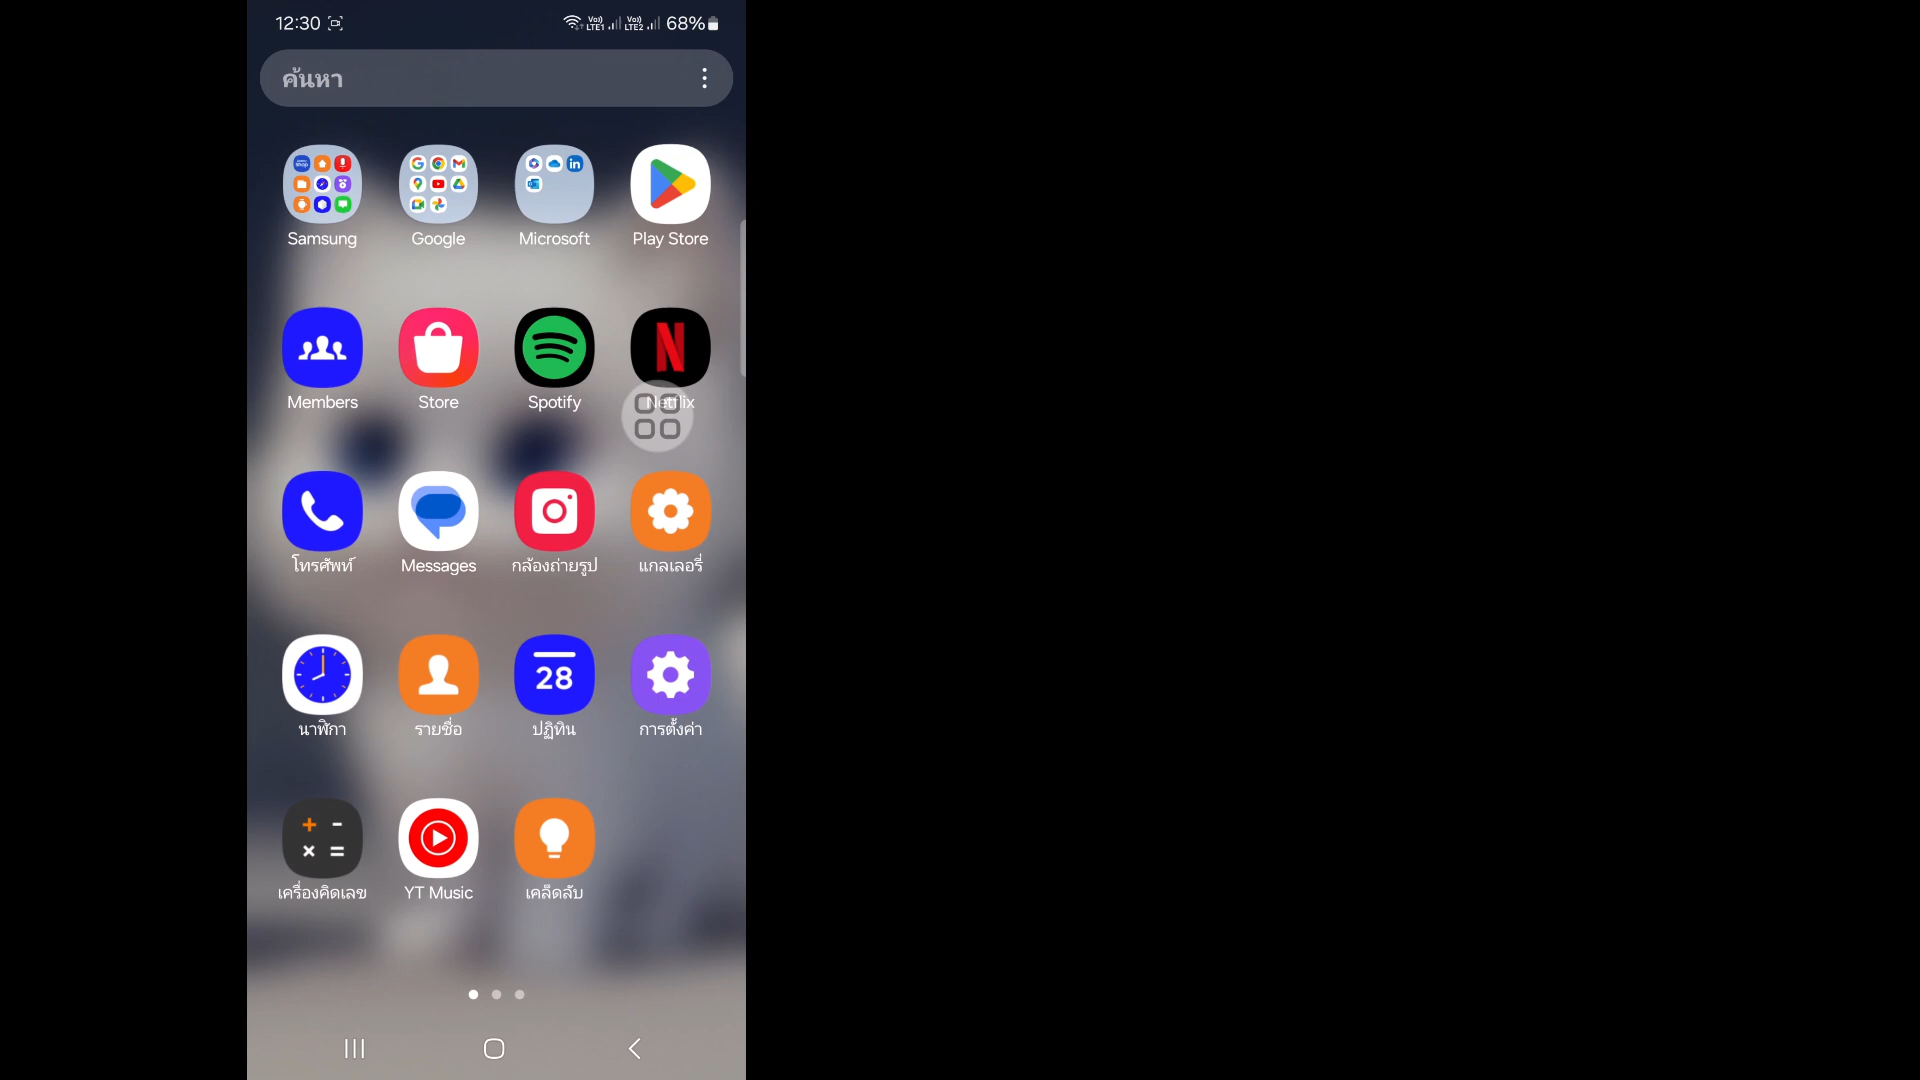 12:30
Vo) LTE1 Vo) LTE2 68%
ค้นหา
Samsung Google Microsoft Play Store
Members Store Spotify Netflix
โทรศัพท์ Messages กล้องถ่ายรูป แกลเลอรี่
28
นาฬิกา รายชื่อ ปฏิทิน การตั้งค่า
เครื่องคิดเลข YT Music เคล็ดลับ